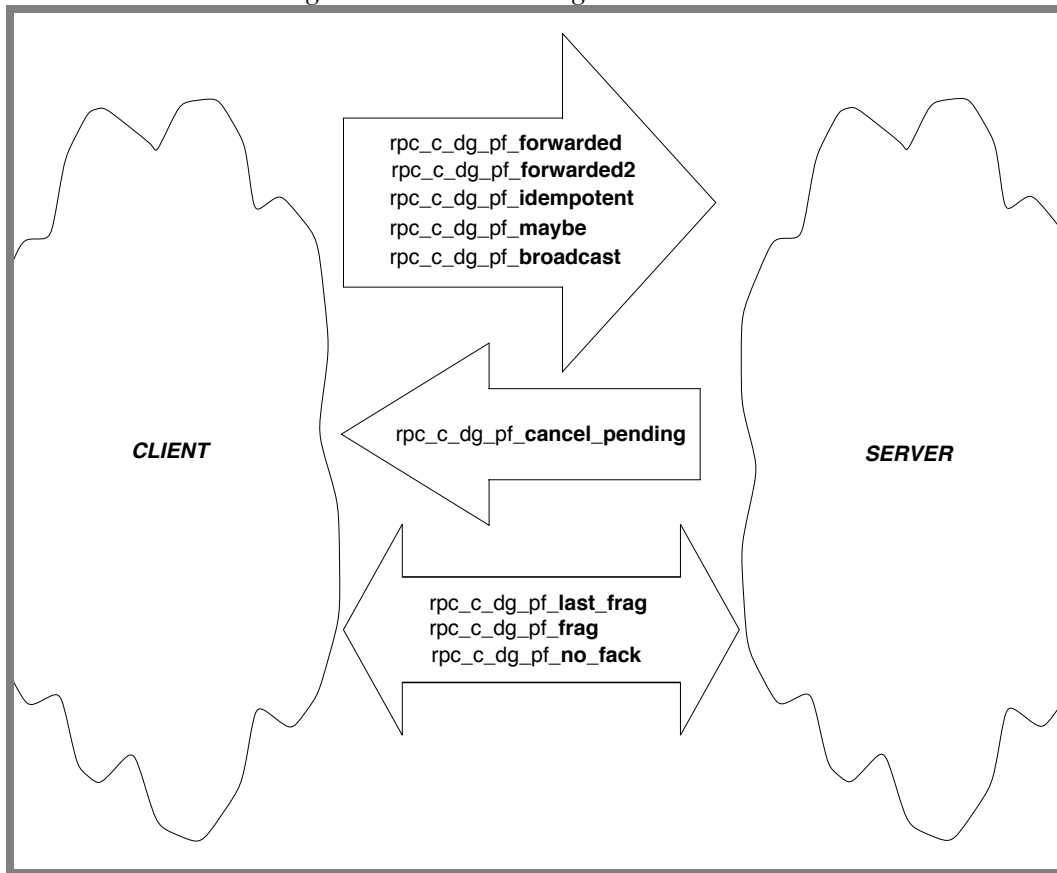 rpc_c_dg_pf_forwarded
rpc_c_dg_pf_forwarded2
rpc_c_dg_pf_idempotent
rpc_c_dg_pf_maybe
rpc_c_dg_pf_broadcast
rpc_c_dg_pf_cancel_pending
CLIENT
SERVER
rpc_c_dg_pf_last_frag
rpc_c_dg_pf_frag
rpc_c_dg_pf_no_fack